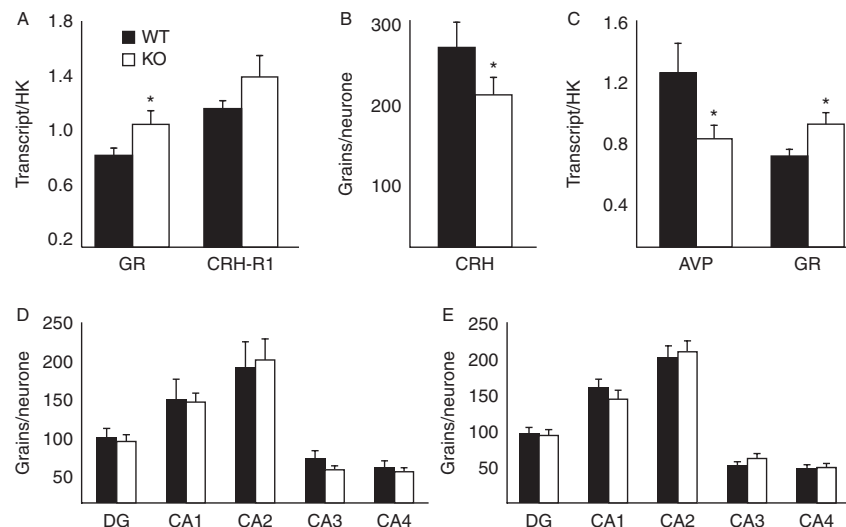 A
Transcript/HK
1.8
1.4
1.0
0.6
0.2
WT
KO
*
GR CRH-R1
B
Grains/neurone
300
200
100
*
CRH
C
Transcript/HK
1.6
1.2
0.8
0.4
*
*
AVP GR
D
Grains/neurone
250
200
150
100
50
DG CA1 CA2 CA3 CA4
E
Grains/neurone
250
200
150
100
50
DG CA1 CA2 CA3 CA4